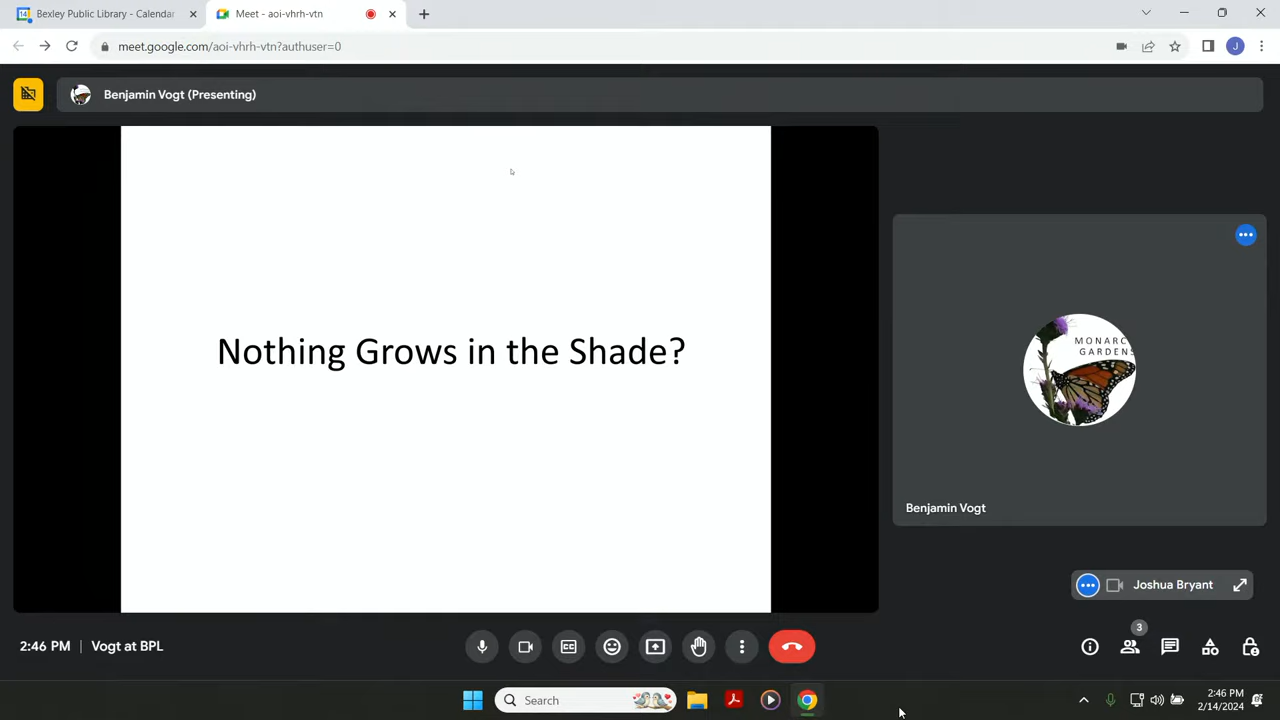 14
Bexley Public Library - Calendar
Meet - aoi-vhrh-vtn
meet.google.com/aoi-vhrh-vtn?authuser=0
J
Benjamin Vogt (Presenting)
Nothing Grows in the Shade?
MONARC
GARDENS
Benjamin Vogt
Joshua Bryant
2:46 PM | Vogt at BPL
CC
3
Search
2:46 PM
2/14/2024